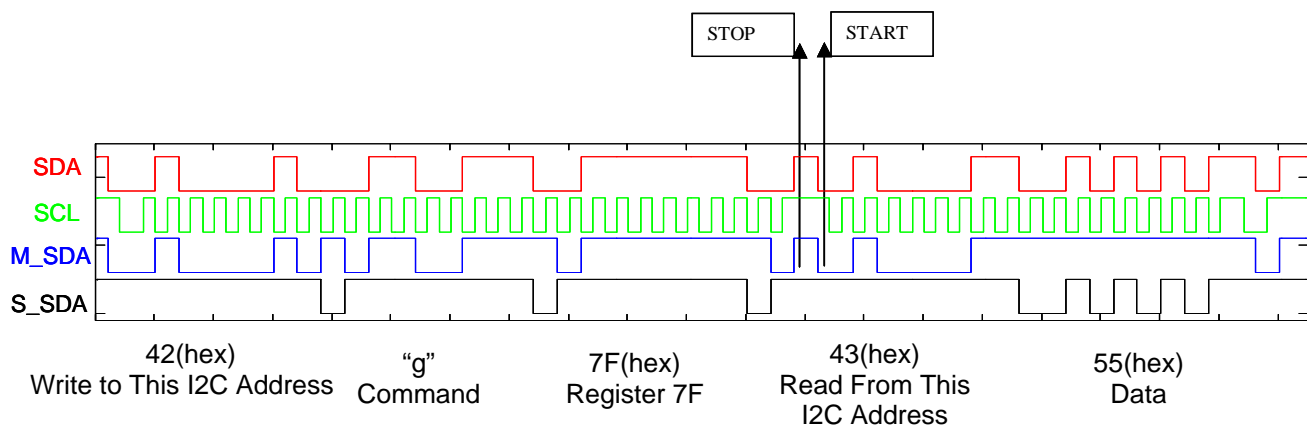 STOP
START
SDA
SCL
M_SDA
S_SDA
42(hex)
Write to This I2C Address
“g”
Command
7F(hex)
Register 7F
43(hex)
Read From This
I2C Address
55(hex)
Data